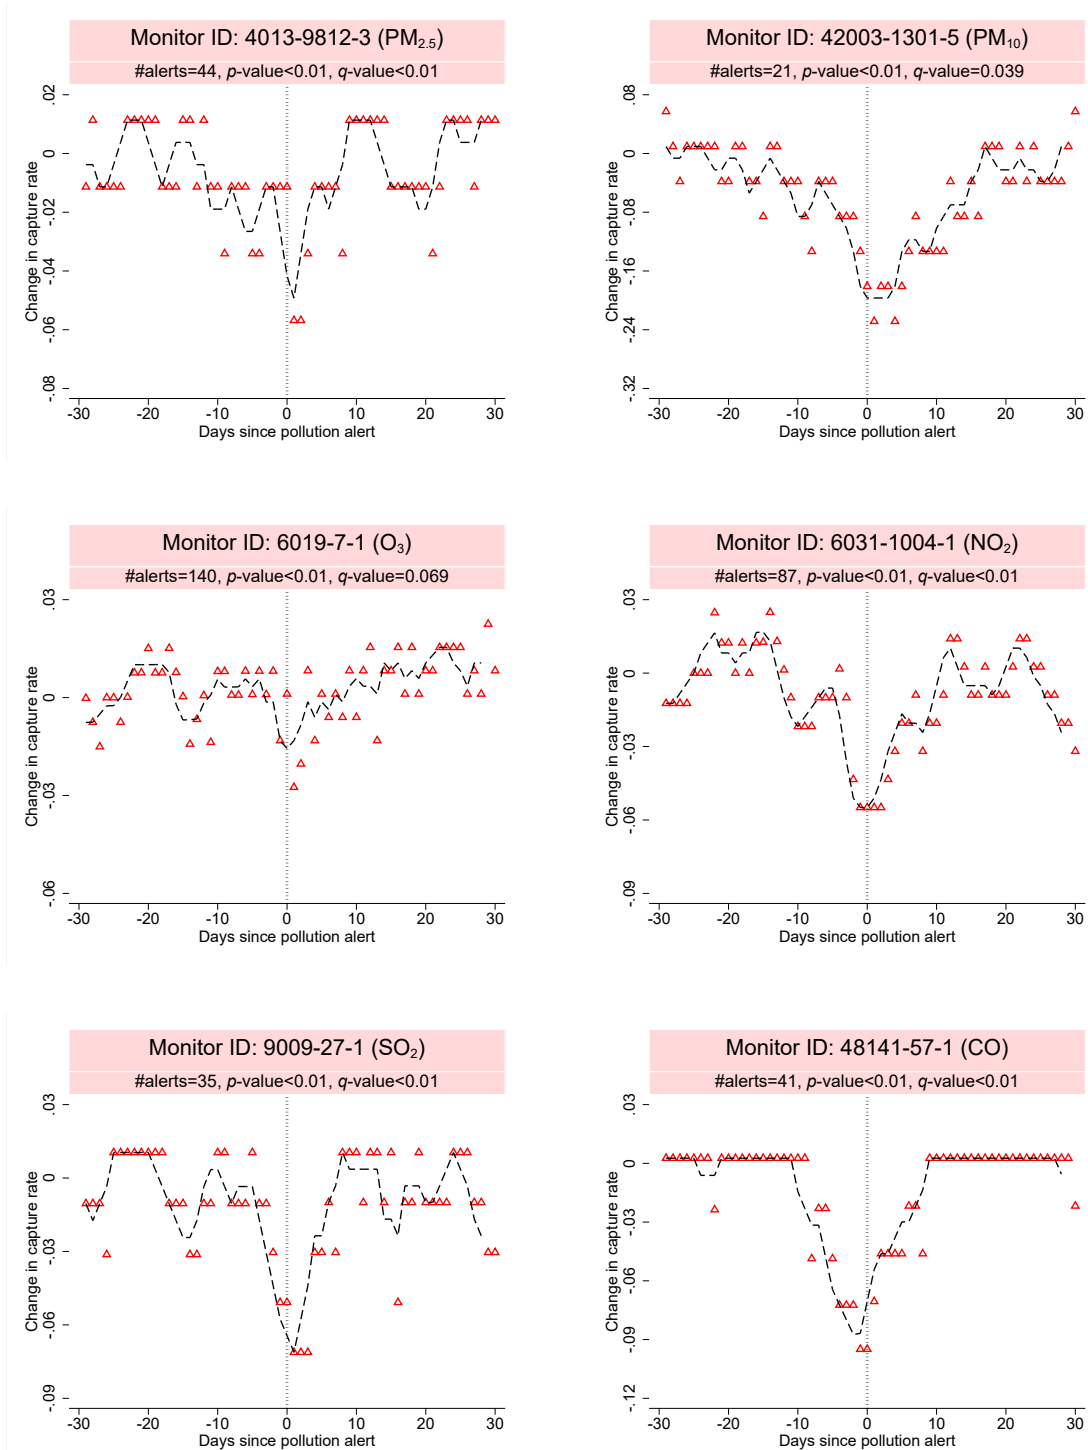 Monitor ID: 4013-9812-3 (PM₂.₅)
#alerts=44, p-value<0.01, q-value<0.01
Change in capture rate
.02
0
-.02
-.04
-.06
-.08
-30 -20 -10 0 10 20 30
Days since pollution alert
Monitor ID: 42003-1301-5 (PM₁₀)
#alerts=21, p-value<0.01, q-value=0.039
Change in capture rate
.08
0
-.08
-.16
-.24
-.32
-30 -20 -10 0 10 20 30
Days since pollution alert
Monitor ID: 6019-7-1 (O₃)
#alerts=140, p-value<0.01, q-value=0.069
Change in capture rate
.03
0
-.03
-.06
-30 -20 -10 0 10 20 30
Days since pollution alert
Monitor ID: 6031-1004-1 (NO₂)
#alerts=87, p-value<0.01, q-value<0.01
Change in capture rate
.03
0
-.03
-.06
-.09
-30 -20 -10 0 10 20 30
Days since pollution alert
Monitor ID: 9009-27-1 (SO₂)
#alerts=35, p-value<0.01, q-value<0.01
Change in capture rate
.03
0
-.03
-.06
-.09
-30 -20 -10 0 10 20 30
Days since pollution alert
Monitor ID: 48141-57-1 (CO)
#alerts=41, p-value<0.01, q-value<0.01
Change in capture rate
.03
0
-.03
-.06
-.09
-.12
-30 -20 -10 0 10 20 30
Days since pollution alert